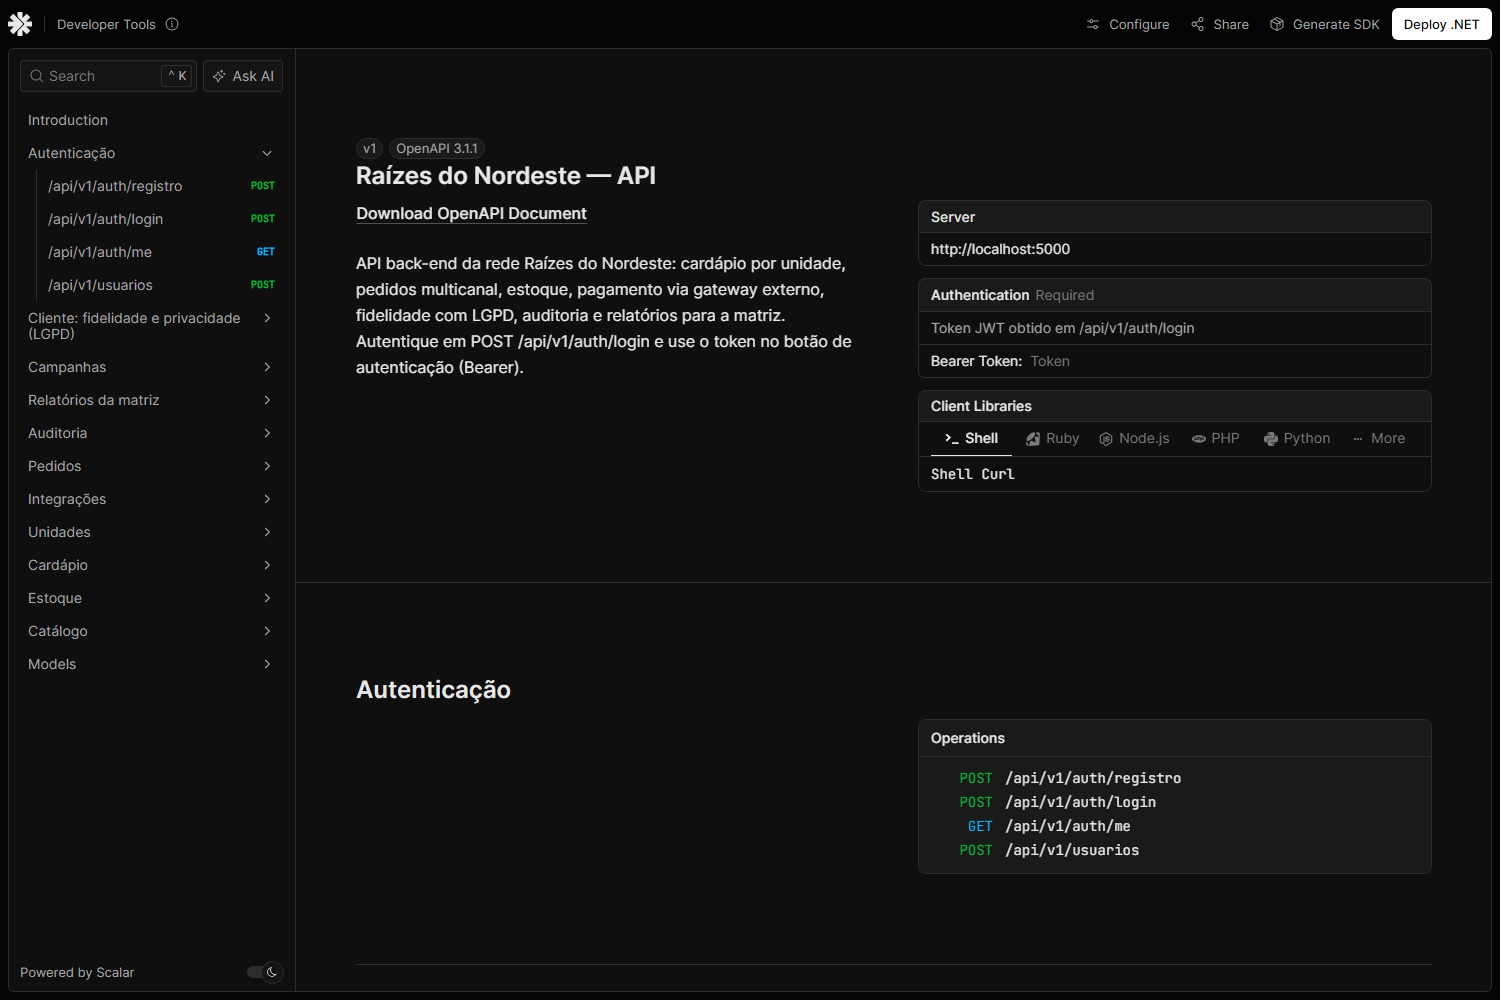 Developer Tools
Configure
Share
Generate SDK
Deploy .NET
Search
^ K
Ask AI
Introduction
Autenticação
/api/v1/auth/registro POST
/api/v1/auth/login POST
/api/v1/auth/me GET
/api/v1/usuarios POST
Cliente: fidelidade e privacidade
(LGPD)
Campanhas
Relatórios da matriz
Auditoria
Pedidos
Integrações
Unidades
Cardápio
Estoque
Catálogo
Models
Powered by Scalar
v1 OpenAPI 3.1.1
Raízes do Nordeste — API
Download OpenAPI Document
API back-end da rede Raízes do Nordeste: cardápio por unidade,
pedidos multicanal, estoque, pagamento via gateway externo,
fidelidade com LGPD, auditoria e relatórios para a matriz.
Autentique em POST /api/v1/auth/login e use o token no botão de
autenticação (Bearer).
Server
http://localhost:5000
Authentication Required
Token JWT obtido em /api/v1/auth/login
Bearer Token: Token
Client Libraries
Shell Ruby Node.js PHP Python More
Shell Curl
Autenticação
Operations
POST /api/v1/auth/registro
POST /api/v1/auth/login
GET /api/v1/auth/me
POST /api/v1/usuarios